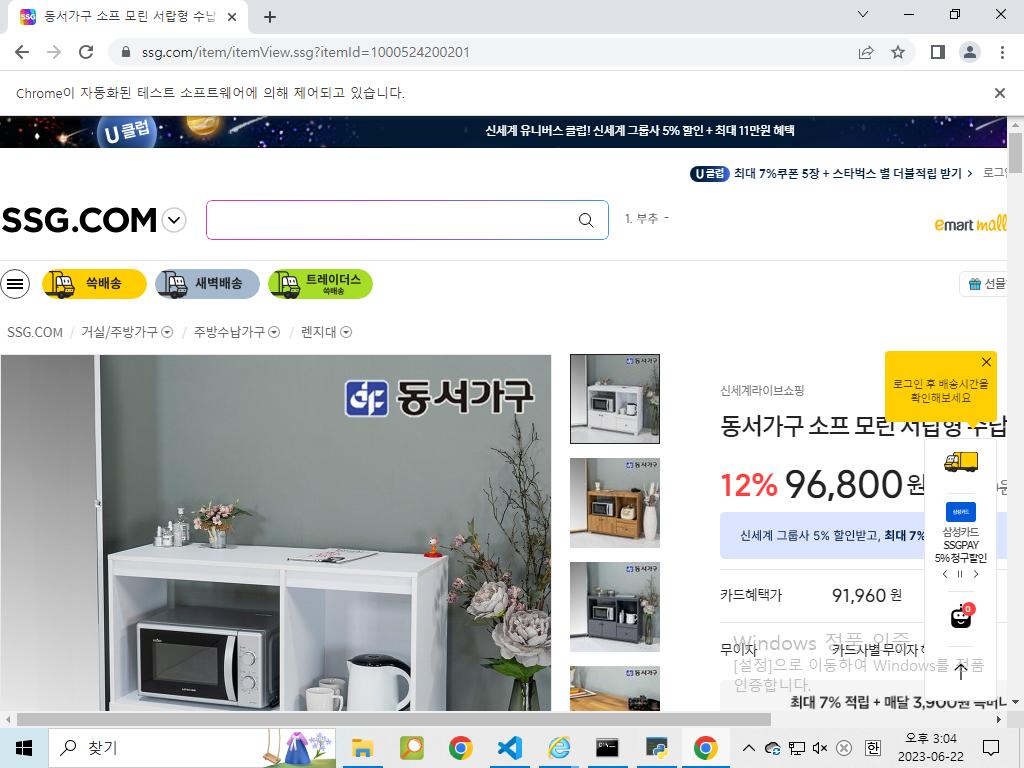 동서가구 소프 모린 서랍형 수납
ssg.com/item/itemView.ssg?itemId=1000524200201
Chrome이 자동화된 테스트 소프트웨어에 의해 제어되고 있습니다.
U 클럽
신세계 유니버스 클럽! 신세계 그룹사 5% 할인 + 최대 11만원 혜택
U 클럽 최대 7%쿠폰 5장 + 스타벅스 별 더블적립 받기 >
SSG.COM
1. 부추 -
emart mall
쓱배송
새벽배송
트레이더스
쓱배송
선물
SSG.COM / 거실/주방가구 / 주방수납가구 / 렌지대
동서가구
로그인 후 배송시간을
확인해보세요
신세계라이브쇼핑
동서가구 소프 모린 서랍형 수납
12% 96,800원
신세계 그룹사 5% 할인받고, 최대 7%
삼성카드
삼성카드
SSGPAY
5% 청구할인
카드혜택가 91,960 원
0
무이자 카드사별 무이자
Windows 정품 인증
[설정]으로 이동하여 Windows를 정품
인증합니다.
최대 7% 적립 + 매달 3,900원
찾기
한
오후 3:04
2023-06-22